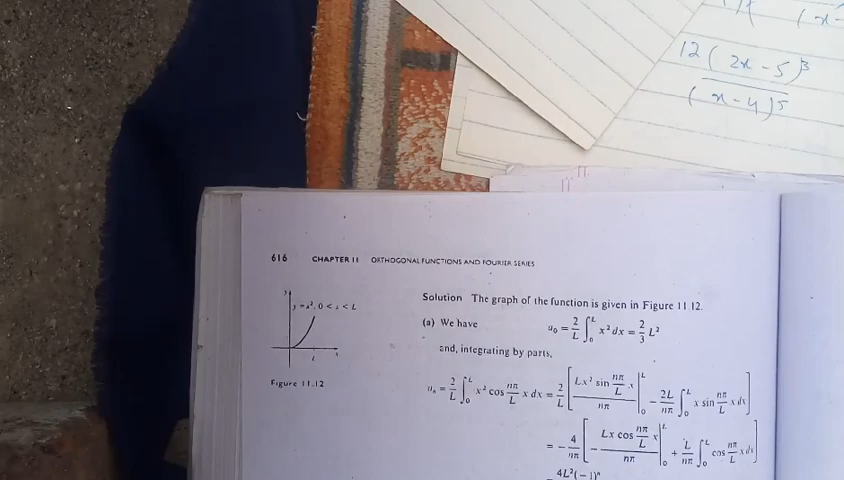 12 (2x - 5)³
(x - 4)⁵
616 CHAPTER 11 ORTHOGONAL FUNCTIONS AND FOURIER SERIES
y = x², 0 < x < L
L
Figure 11.12
Solution The graph of the function is given in Figure 11.12.
(a) We have a₀ = 2/L ∫₀ᴸ x² dx = 2/3 L²
and, integrating by parts,
aₙ = 2/L ∫₀ᴸ x² cos nπ/L x dx = 2/L [ Lx² sin nπ/L x / nπ |₀ᴸ - 2L/nπ ∫₀ᴸ x sin nπ/L x dx ]
= - 4/nπ [ - Lx cos nπ/L x / nπ |₀ᴸ + L/nπ ∫₀ᴸ cos nπ/L x dx ]
4L²(-1)ⁿ